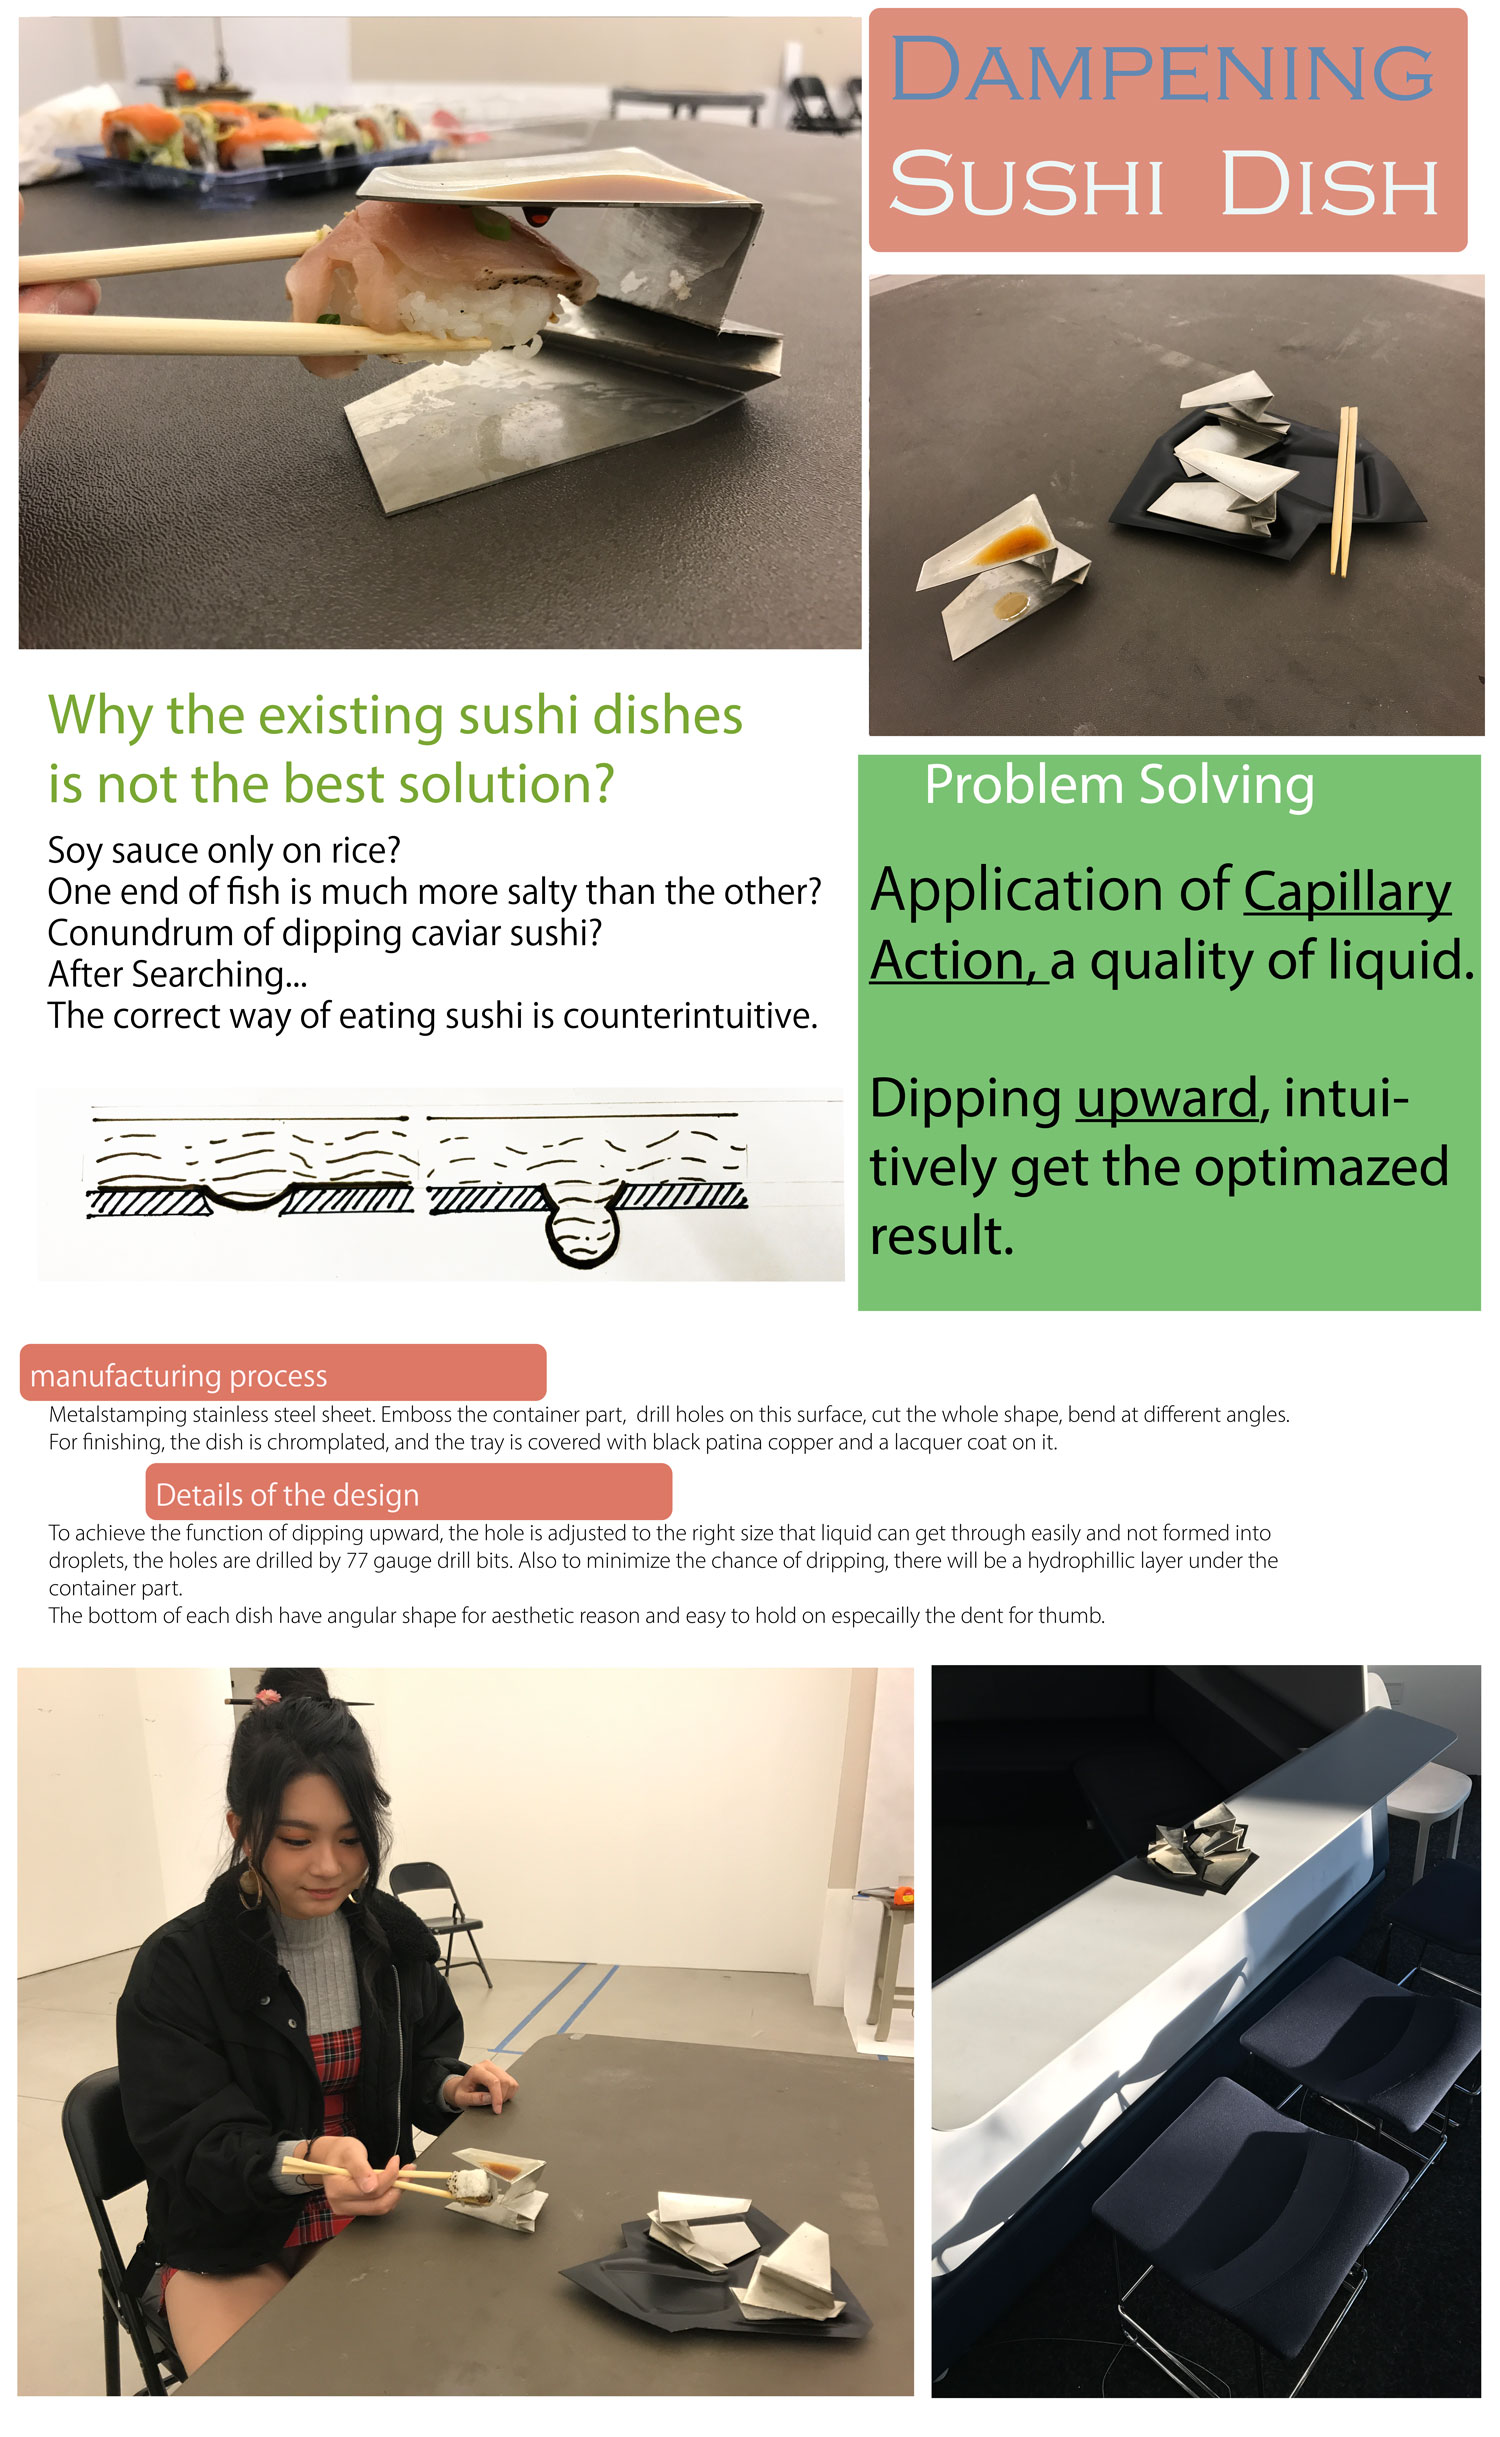 DAMPENING
SUSHI DISH
Why the existing sushi dishes
is not the best solution?
Soy sauce only on rice?
One end of fish is much more salty than the other?
Conundrum of dipping caviar sushi?
After Searching...
The correct way of eating sushi is counterintuitive.
Problem Solving
Application of Capillary
Action, a quality of liquid.
Dipping upward, intui-
tively get the optimazed
result.
manufacturing process
Metalstamping stainless steel sheet. Emboss the container part, drill holes on this surface, cut the whole shape, bend at different angles.
For finishing, the dish is chromplated, and the tray is covered with black patina copper and a lacquer coat on it.
Details of the design
To achieve the function of dipping upward, the hole is adjusted to the right size that liquid can get through easily and not formed into
droplets, the holes are drilled by 77 gauge drill bits. Also to minimize the chance of dripping, there will be a hydrophillic layer under the
container part.
The bottom of each dish have angular shape for aesthetic reason and easy to hold on especailly the dent for thumb.